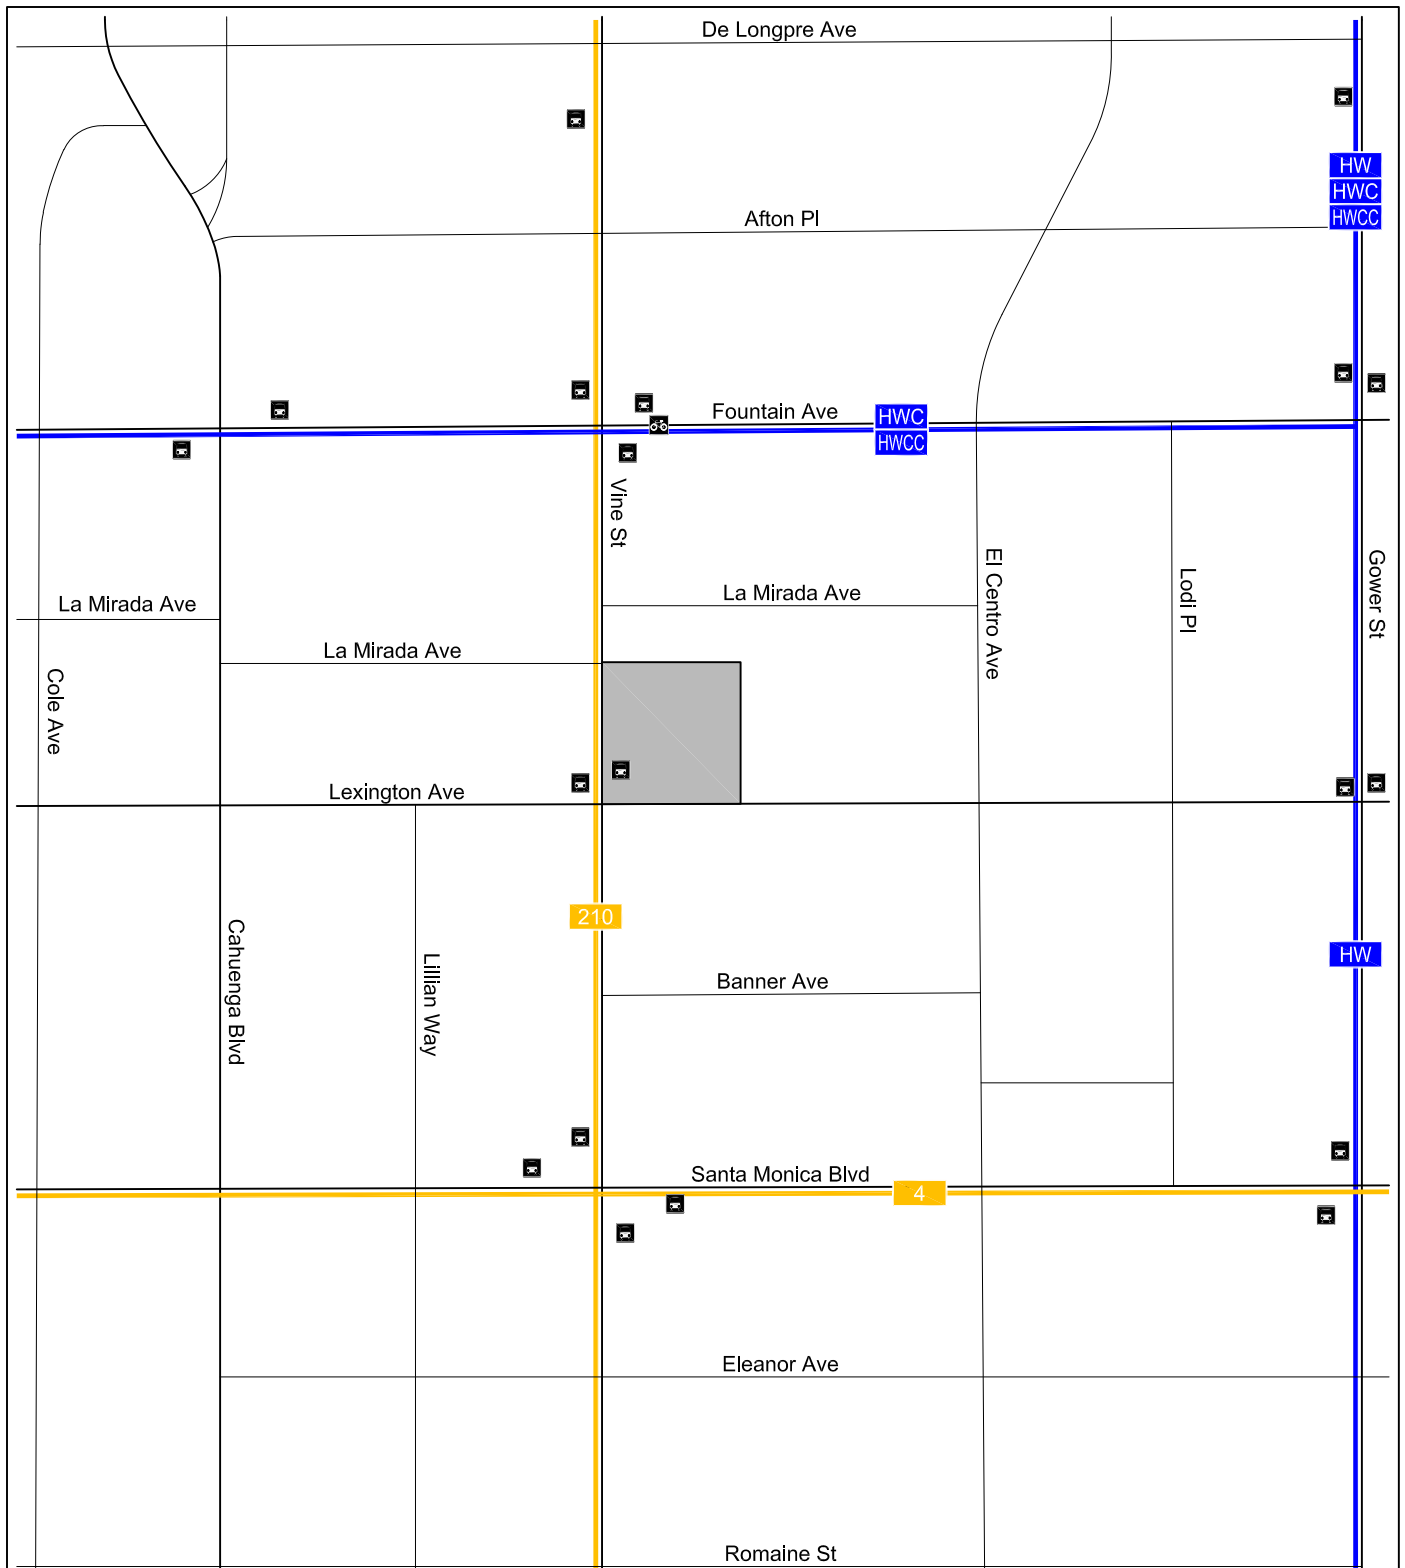 De Longpre Ave
HW
HWC
HWCC
Afton Pl
Fountain Ave
HWC
HWCC
Vine St
El Centro Ave
Lodi Pl
Gower St
La Mirada Ave
La Mirada Ave
La Mirada Ave
Cole Ave
Lexington Ave
210
Cahuenga Blvd
Lillian Way
HW
Banner Ave
Santa Monica Blvd
4
Eleanor Ave
Romaine St